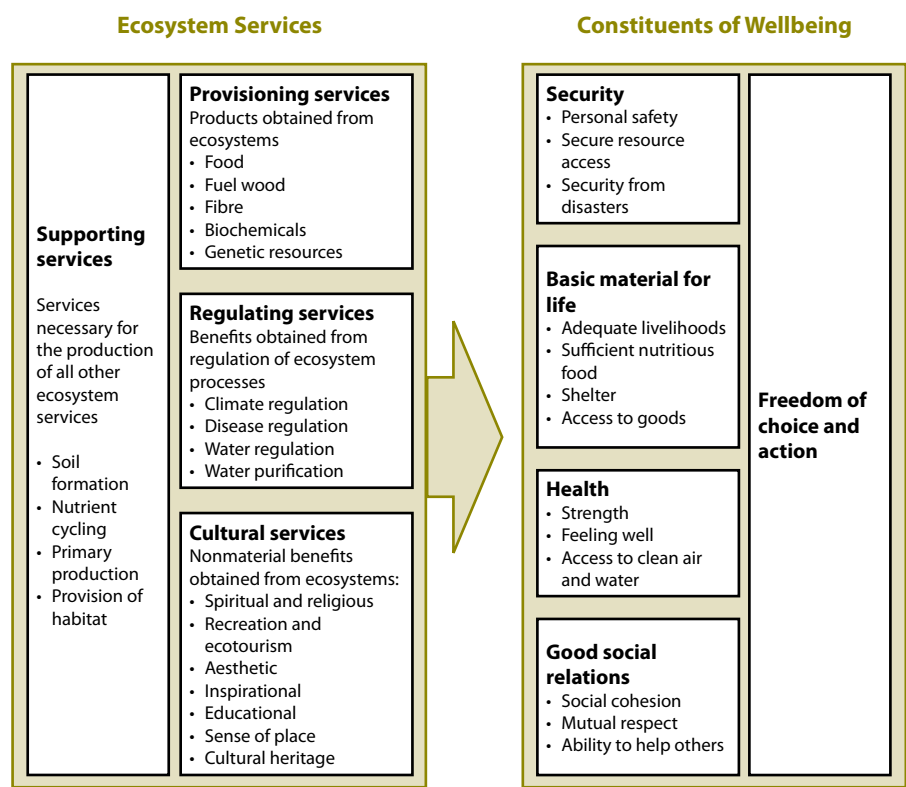 Ecosystem Services
Supporting
services
Services
necessary for
the production
of all other
ecosystem
services
• Soil
formation
• Nutrient
cycling
• Primary
production
• Provision of
habitat
Provisioning services
Products obtained from
ecosystems
• Food
• Fuel wood
• Fibre
• Biochemicals
• Genetic resources
Regulating services
Benefits obtained from
regulation of ecosystem
processes
• Climate regulation
• Disease regulation
• Water regulation
• Water purification
Cultural services
Nonmaterial benefits
obtained from ecosystems:
• Spiritual and religious
• Recreation and
ecotourism
• Aesthetic
• Inspirational
• Educational
• Sense of place
• Cultural heritage
Constituents of Wellbeing
Security
• Personal safety
• Secure resource
access
• Security from
disasters
Basic material for
life
• Adequate livelihoods
• Sufficient nutritious
food
• Shelter
• Access to goods
Health
• Strength
• Feeling well
• Access to clean air
and water
Good social
relations
• Social cohesion
• Mutual respect
• Ability to help others
Freedom of
choice and
action